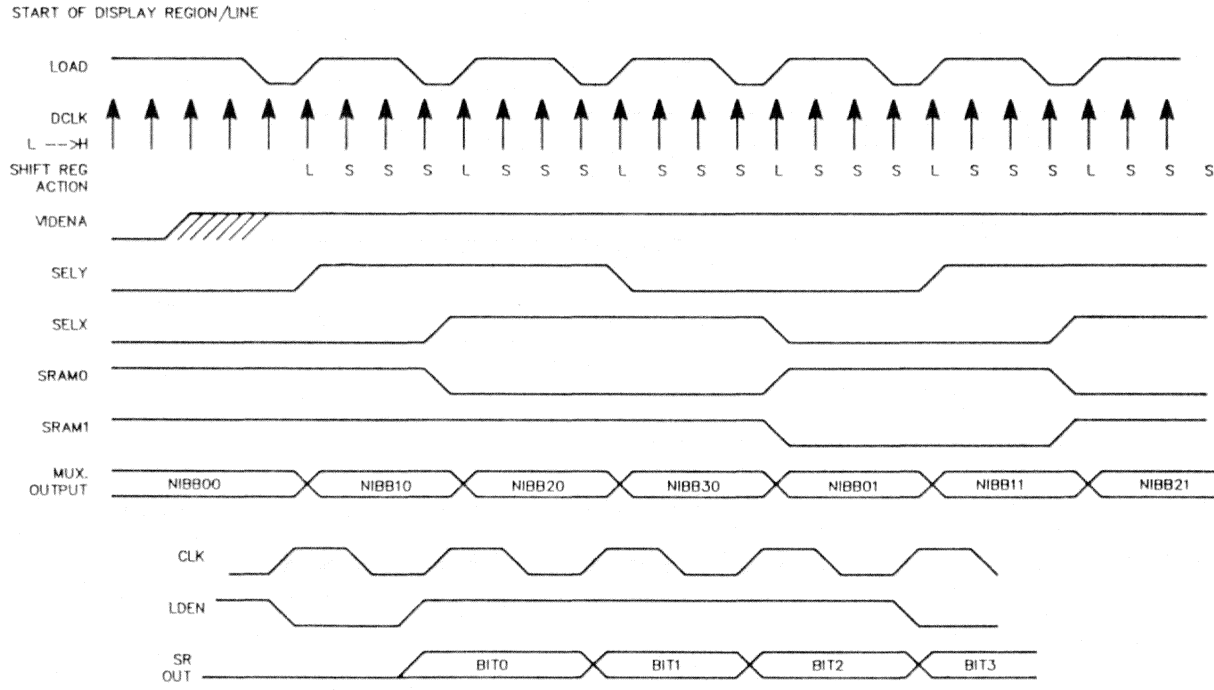 START OF DISPLAY REGION/LINE
LOAD
DCLK
L --->H
SHIFT REG ACTION L S S S L S S S L S S S L S S S L S S S L S S S
VIDENA
SELY
SELX
SRAM0
SRAM1
MUX. OUTPUT NIBB00 NIBB10 NIBB20 NIBB30 NIBB01 NIBB11 NIBB21
CLK
LDEN
SR OUT BIT0 BIT1 BIT2 BIT3